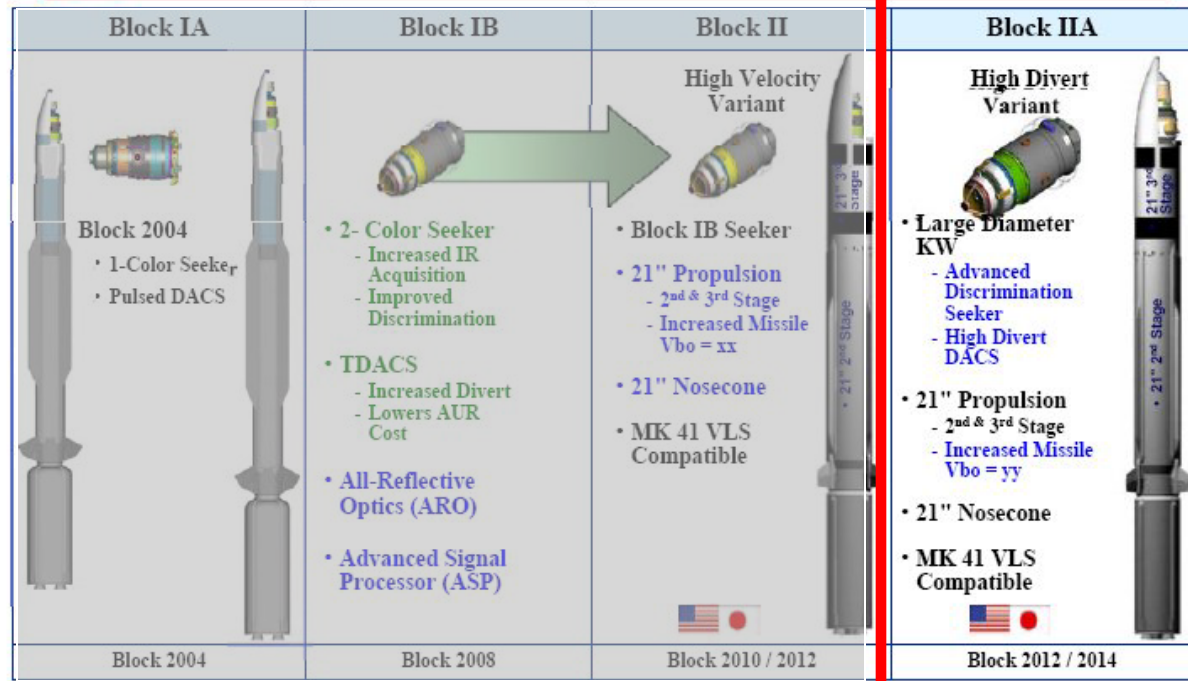 Block IA
Block IB
Block II
Block IIA
Block 2004
• 1-Color Seeker
• Pulsed DACS
• 2- Color Seeker
- Increased IR
Acquisition
- Improved
Discrimination
• TDACS
- Increased Divert
- Lowers AUR
Cost
• All-Reflective
Optics (ARO)
• Advanced Signal
Processor (ASP)
High Velocity
Variant
• Block IB Seeker
• 21" Propulsion
- 2nd & 3rd Stage
- Increased Missile
Vbo = xx
• 21" Nosecone
• MK 41 VLS
Compatible
21" 3rd
Stage
• 21" 2nd Stage
High Divert
Variant
• Large Diameter
KW
- Advanced
Discrimination
Seeker
- High Divert
DACS
• 21" Propulsion
- 2nd & 3rd Stage
- Increased Missile
Vbo = yy
• 21" Nosecone
• MK 41 VLS
Compatible
21" 3rd
Stage
• 21" 2nd Stage
Block 2004
Block 2008
Block 2010 / 2012
Block 2012 / 2014